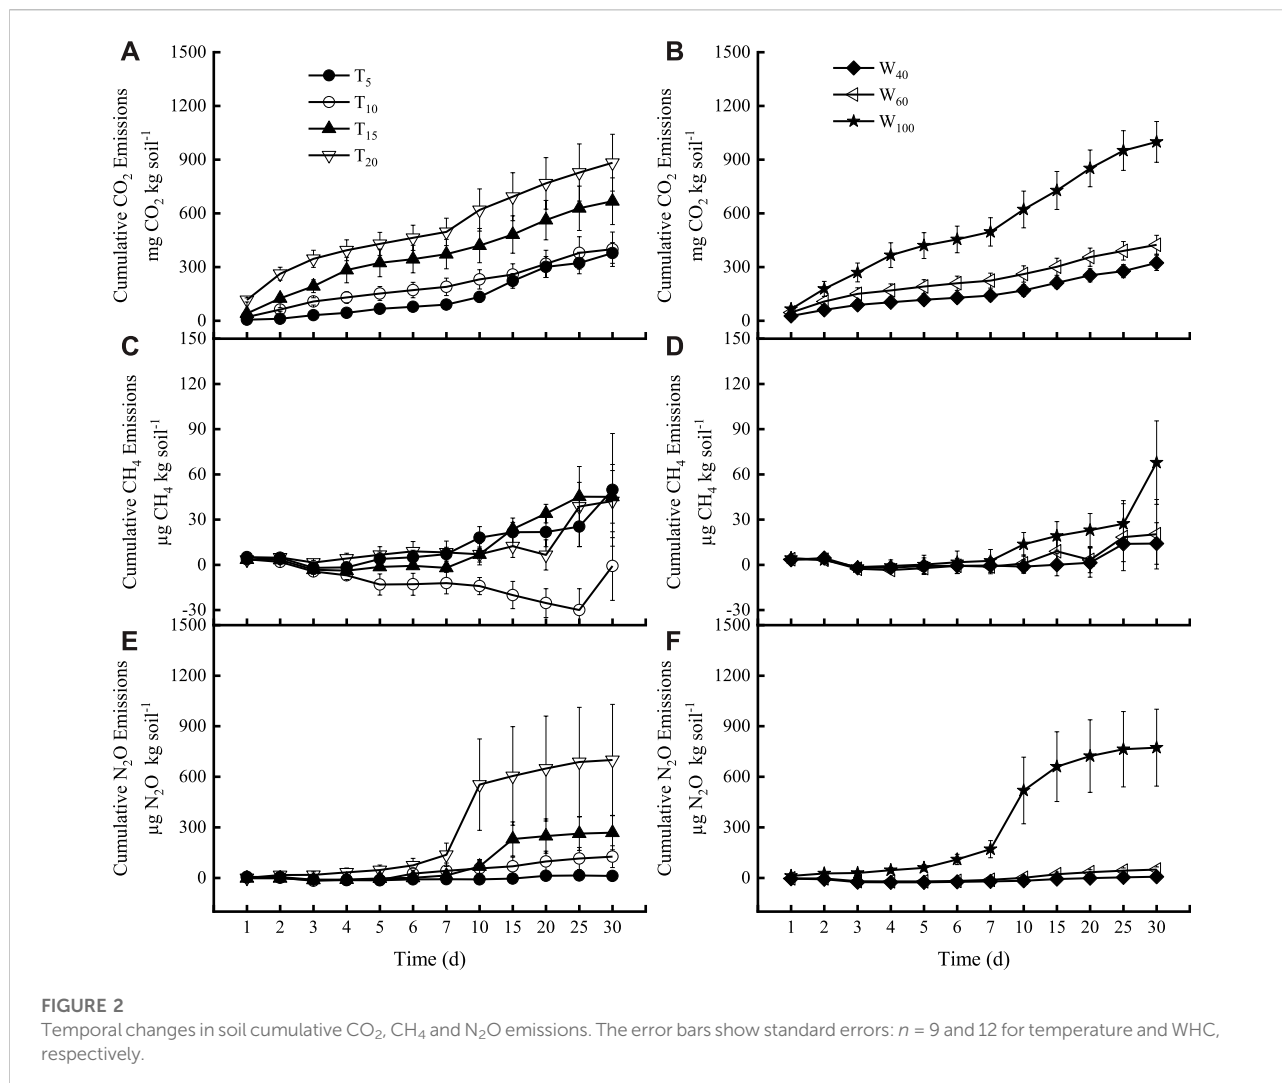 A
Cumulative CO₂ Emissions
mg CO₂ kg soil⁻¹
1500
1200
900
600
300
0
T₅
T₁₀
T₁₅
T₂₀
B
Cumulative CO₂ Emissions
mg CO₂ kg soil⁻¹
1500
1200
900
600
300
0
W₄₀
W₆₀
W₁₀₀
C
Cumulative CH₄ Emissions
µg CH₄ kg soil⁻¹
150
120
90
60
30
0
-30
D
Cumulative CH₄ Emissions
µg CH₄ kg soil⁻¹
150
120
90
60
30
0
-30
E
Cumulative N₂O Emissions
µg N₂O kg soil⁻¹
1500
1200
900
600
300
0
1 2 3 4 5 6 7 10 15 20 25 30
Time (d)
F
Cumulative N₂O Emissions
µg N₂O kg soil⁻¹
1500
1200
900
600
300
0
1 2 3 4 5 6 7 10 15 20 25 30
Time (d)
FIGURE 2
Temporal changes in soil cumulative CO₂, CH₄ and N₂O emissions. The error bars show standard errors: n = 9 and 12 for temperature and WHC,
respectively.